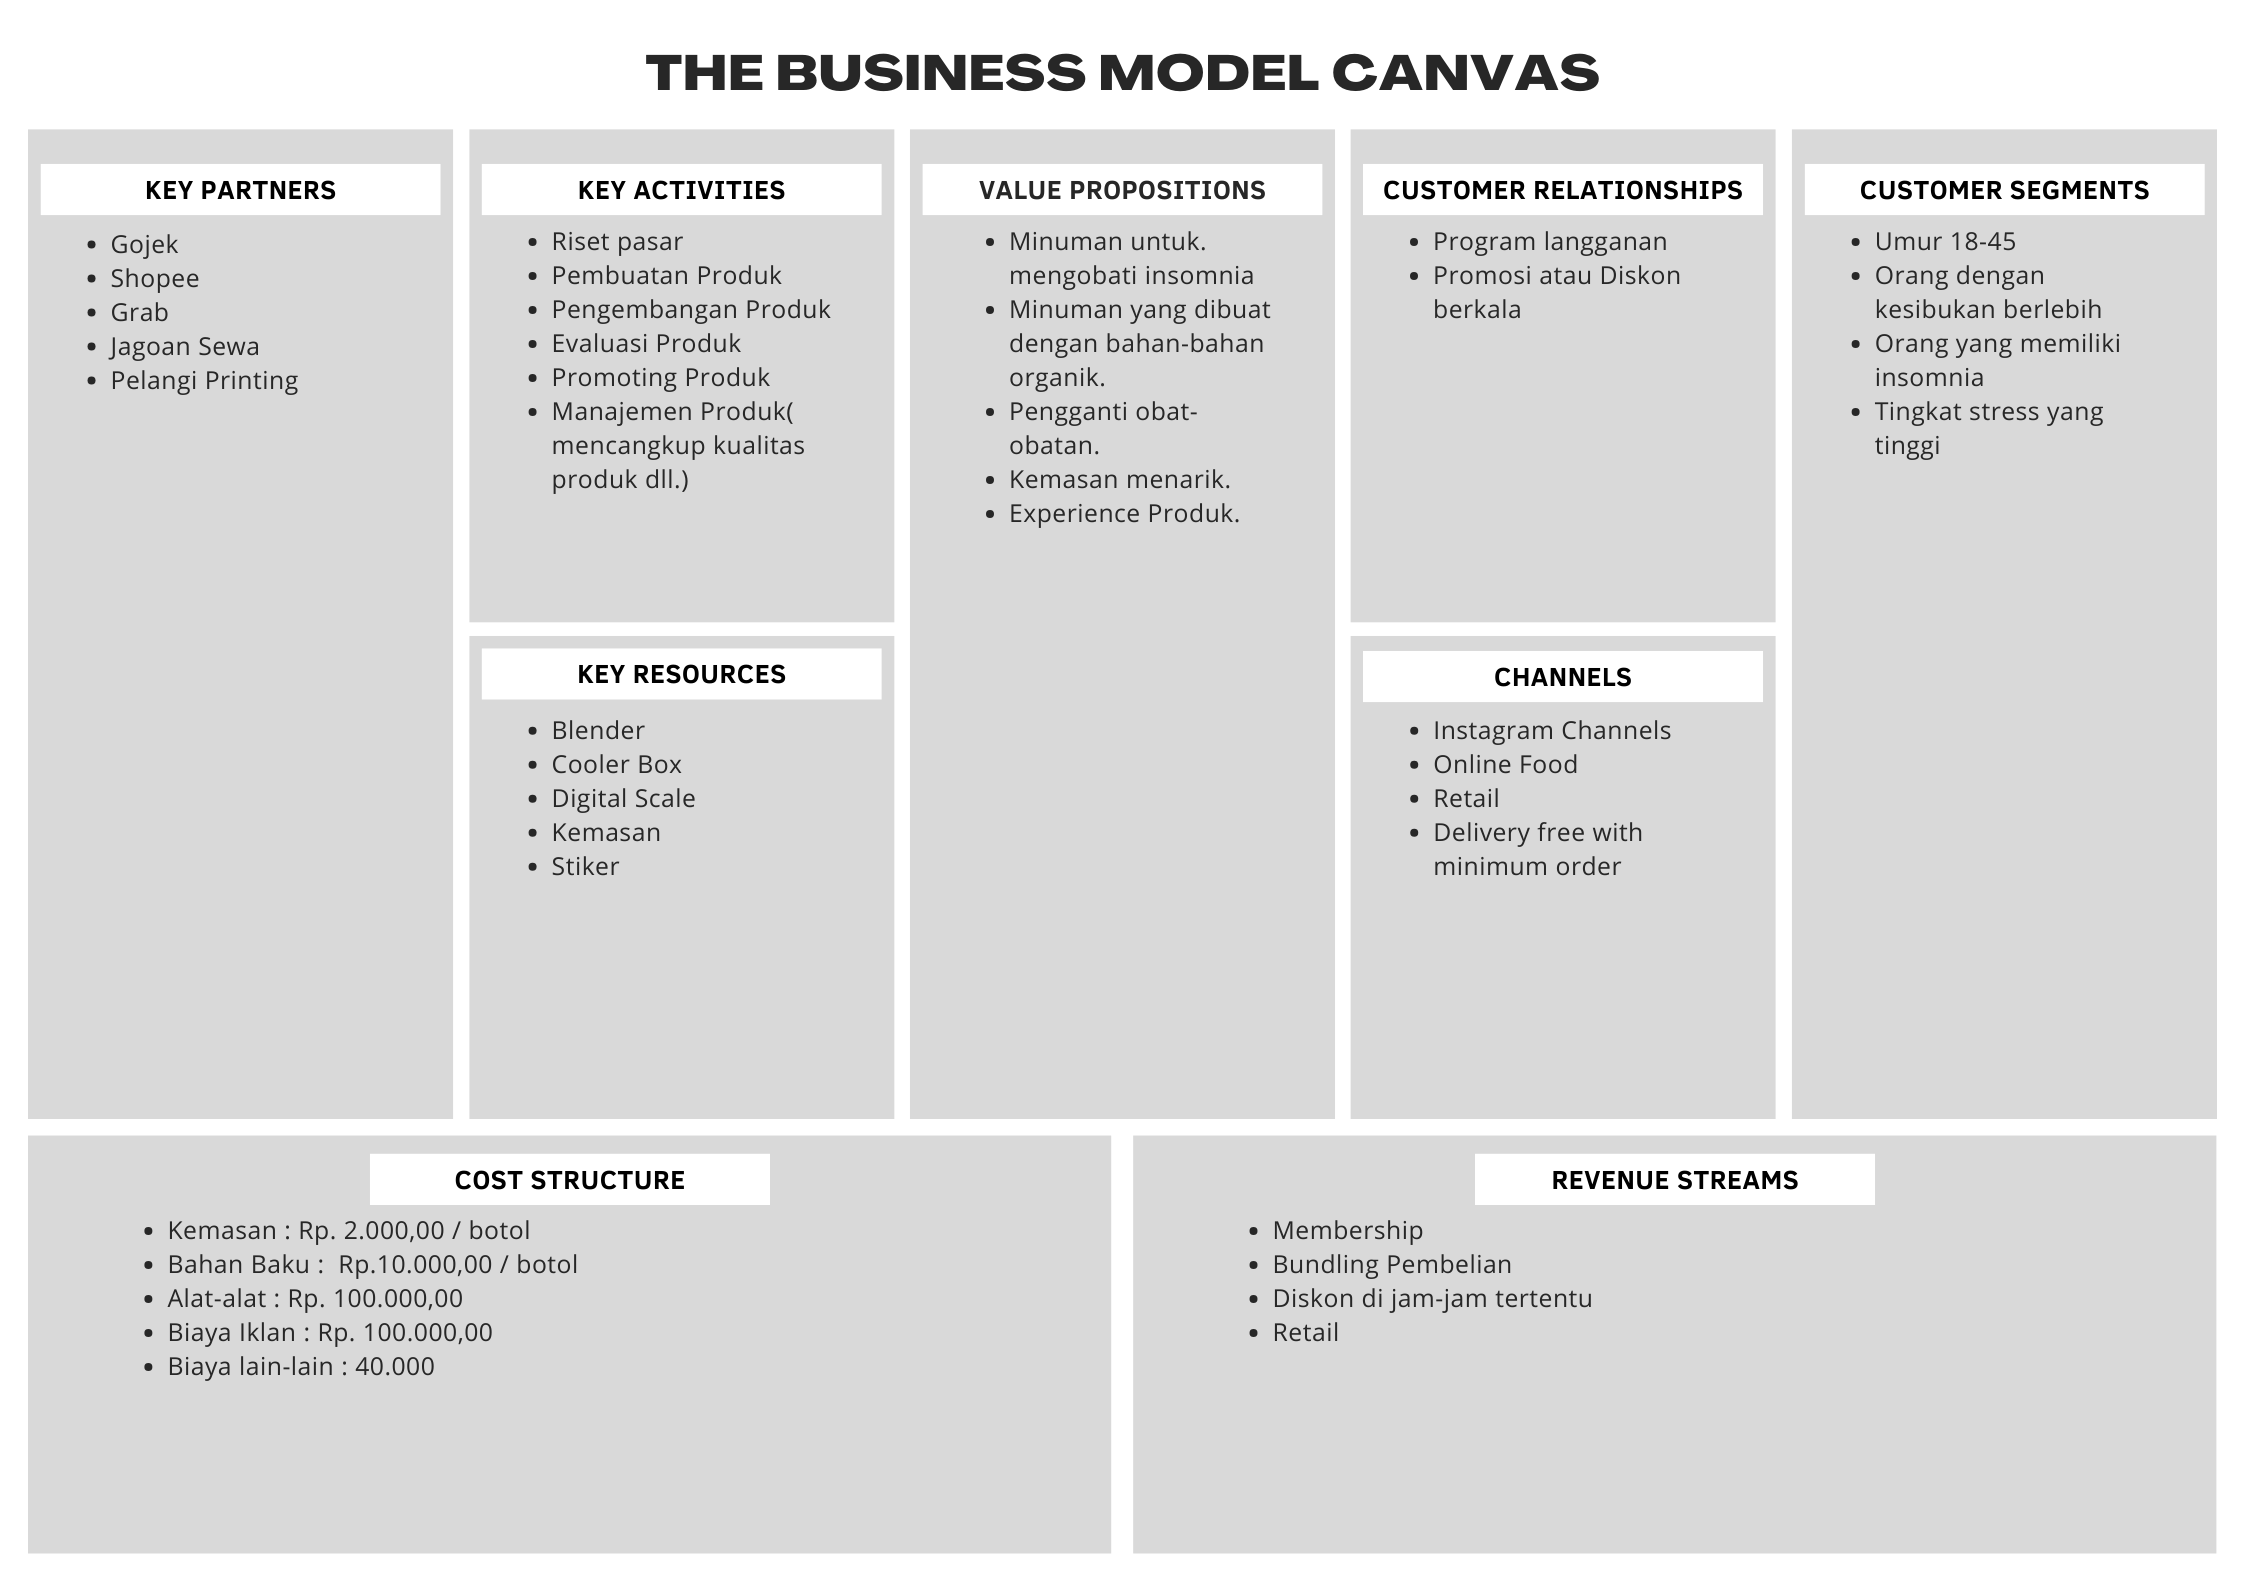 THE BUSINESS MODEL CANVAS
KEY PARTNERS
• Gojek
• Shopee
• Grab
• Jagoan Sewa
• Pelangi Printing
KEY ACTIVITIES
• Riset pasar
• Pembuatan Produk
• Pengembangan Produk
• Evaluasi Produk
• Promoting Produk
• Manajemen Produk(
mencangkup kualitas
produk dll.)
KEY RESOURCES
• Blender
• Cooler Box
• Digital Scale
• Kemasan
• Stiker
VALUE PROPOSITIONS
• Minuman untuk.
mengobati insomnia
• Minuman yang dibuat
dengan bahan-bahan
organik.
• Pengganti obat-
obatan.
• Kemasan menarik.
• Experience Produk.
CUSTOMER RELATIONSHIPS
• Program langganan
• Promosi atau Diskon
berkala
CHANNELS
• Instagram Channels
• Online Food
• Retail
• Delivery free with
minimum order
CUSTOMER SEGMENTS
• Umur 18-45
• Orang dengan
kesibukan berlebih
• Orang yang memiliki
insomnia
• Tingkat stress yang
tinggi
COST STRUCTURE
• Kemasan : Rp. 2.000,00 / botol
• Bahan Baku :  Rp.10.000,00 / botol
• Alat-alat : Rp. 100.000,00
• Biaya Iklan : Rp. 100.000,00
• Biaya lain-lain : 40.000
REVENUE STREAMS
• Membership
• Bundling Pembelian
• Diskon di jam-jam tertentu
• Retail